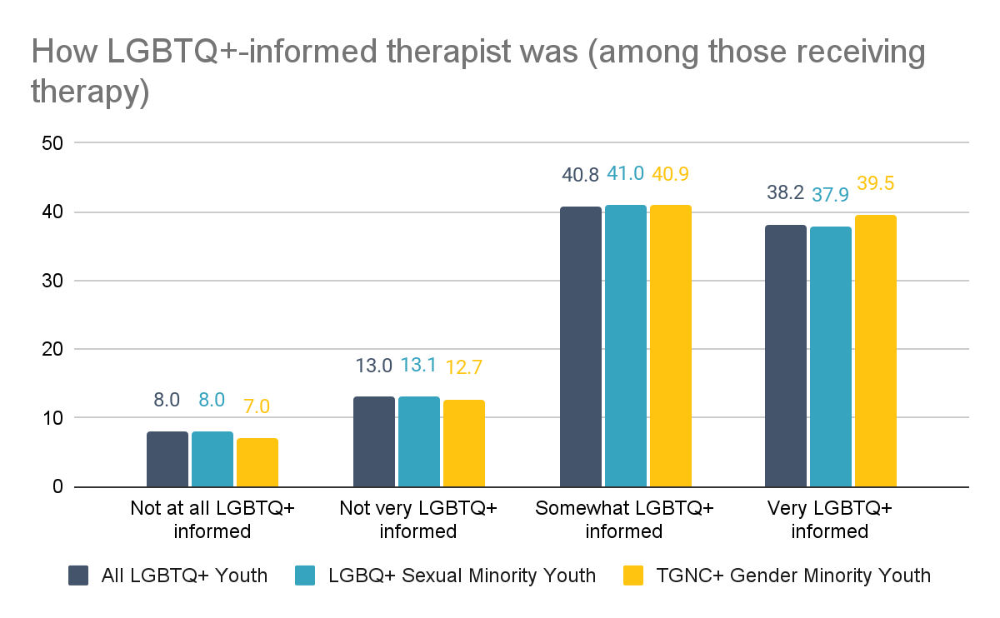 How LGBTQ+-informed therapist was (among those receiving
therapy)
50
40
30
20
10
0
8.0 8.0 7.0
13.0 13.1 12.7
40.8 41.0 40.9
38.2 37.9 39.5
Not at all LGBTQ+
informed
Not very LGBTQ+
informed
Somewhat LGBTQ+
informed
Very LGBTQ+
informed
All LGBTQ+ Youth
LGBQ+ Sexual Minority Youth
TGNC+ Gender Minority Youth